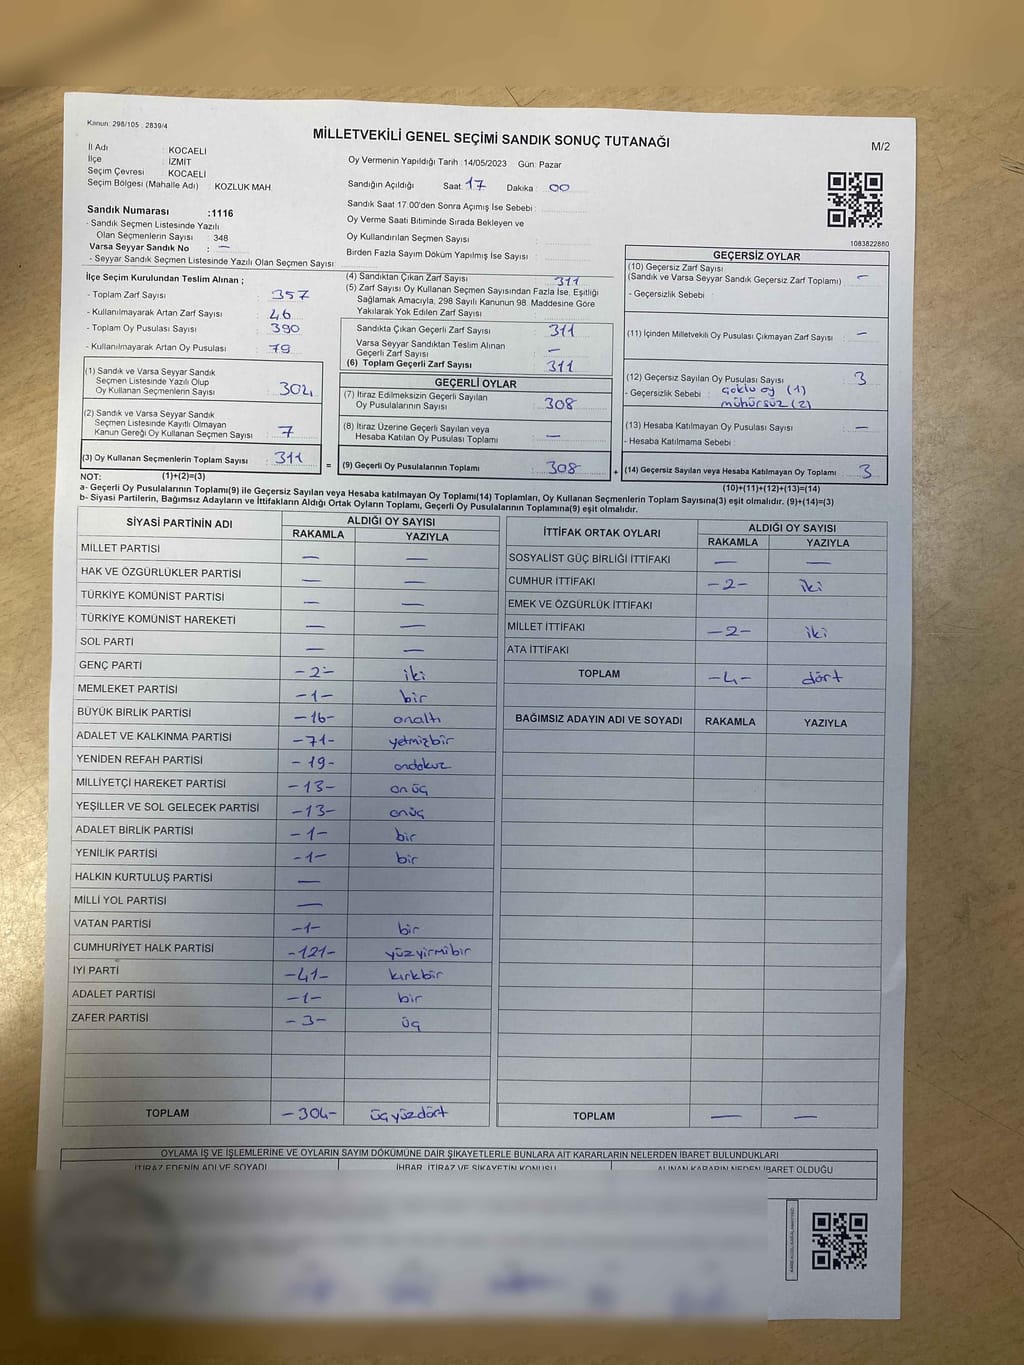 Kanun: 298/105 , 2839/4
MİLLETVEKİLİ GENEL SEÇİMİ SANDIK SONUÇ TUTANAĞI
M/2
İl Adı : KOCAELİ
İlçe : İZMİT
Seçim Çevresi : KOCAELİ
Seçim Bölgesi (Mahalle Adı) : KOZLUK MAH.
Oy Vermenin Yapıldığı Tarih :14/05/2023 Gün: Pazar
Sandığın Açıldığı Saat: 17 Dakika : 00
Sandık Saat 17.00'den Sonra Açımış İse Sebebi :
Oy Verme Saati Bitiminde Sırada Bekleyen ve
Oy Kullandırılan Seçmen Sayısı :
Birden Fazla Sayım Döküm Yapılmış İse Sayısı :
1083822880
Sandık Numarası :1116
- Sandık Seçmen Listesinde Yazılı
Olan Seçmenlerin Sayısı : 348
Varsa Seyyar Sandık No : —
- Seyyar Sandık Seçmen Listesinde Yazılı Olan Seçmen Sayısı:
İlçe Seçim Kurulundan Teslim Alınan ;
- Toplam Zarf Sayısı : 357
- Kullanılmayarak Artan Zarf Sayısı : 46
- Toplam Oy Pusulası Sayısı : 390
- Kullanılmayarak Artan Oy Pusulası : 79
(1) Sandık ve Varsa Seyyar Sandık
Seçmen Listesinde Yazılı Olup
Oy Kullanan Seçmenlerin Sayısı : 304
(2) Sandık ve Varsa Seyyar Sandık
Seçmen Listesinde Kayıtlı Olmayan
Kanun Gereği Oy Kullanan Seçmen Sayısı : 7
(3) Oy Kullanan Seçmenlerin Toplam Sayısı : 311
(1)+(2)=(3)
(4) Sandıktan Çıkan Zarf Sayısı : 311
(5) Zarf Sayısı Oy Kullanan Seçmen Sayısından Fazla İse, Eşitliği
Sağlamak Amacıyla, 298 Sayılı Kanunun 98. Maddesine Göre
Yakılarak Yok Edilen Zarf Sayısı :
Sandıkta Çıkan Geçerli Zarf Sayısı : 311
Varsa Seyyar Sandıktan Teslim Alınan
Geçerli Zarf Sayısı : —
(6) Toplam Geçerli Zarf Sayısı : 311
GEÇERLİ OYLAR
(7) İtiraz Edilmeksizin Geçerli Sayılan
Oy Pusulalarının Sayısı : 308
(8) İtiraz Üzerine Geçerli Sayılan veya
Hesaba Katılan Oy Pusulası Toplamı : —
= (9) Geçerli Oy Pusulalarının Toplamı : 308 +
GEÇERSİZ OYLAR
(10) Geçersiz Zarf Sayısı
(Sandık ve Varsa Seyyar Sandık Geçersiz Zarf Toplamı) : —
- Geçersizlik Sebebi :
(11) İçinden Milletvekili Oy Pusulası Çıkmayan Zarf Sayısı : —
(12) Geçersiz Sayılan Oy Pusulası Sayısı : 3
- Geçersizlik Sebebi : çoklu oy (1)
mühürsüz (2)
(13) Hesaba Katılmayan Oy Pusulası Sayısı : —
- Hesaba Katılmama Sebebi :
(14) Geçersiz Sayılan veya Hesaba Katılmayan Oy Toplamı : 3
(10)+(11)+(12)+(13)=(14)
NOT:
a- Geçerli Oy Pusulalarının Toplamı(9) ile Geçersiz Sayılan veya Hesaba katılmayan Oy Toplamı(14) Toplamları, Oy Kullanan Seçmenlerin Toplam Sayısına(3) eşit olmalıdır. (9)+(14)=(3)
b- Siyasi Partilerin, Bağımsız Adayların ve İttifakların Aldığı Ortak Oyların Toplamı, Geçerli Oy Pusulalarının Toplamına(9) eşit olmalıdır.
SİYASİ PARTİNİN ADI ALDIĞI OY SAYISI
RAKAMLA YAZIYLA
MİLLET PARTİSİ — —
HAK VE ÖZGÜRLÜKLER PARTİSİ — —
TÜRKİYE KOMÜNİST PARTİSİ — —
TÜRKİYE KOMÜNİST HAREKETİ — —
SOL PARTİ — —
GENÇ PARTİ -2- iki
MEMLEKET PARTİSİ -1- bir
BÜYÜK BİRLİK PARTİSİ -16- onaltı
ADALET VE KALKINMA PARTİSİ -71- yetmişbir
YENİDEN REFAH PARTİSİ -19- ondokuz
MİLLİYETÇİ HAREKET PARTİSİ -13- onüç
YEŞİLLER VE SOL GELECEK PARTİSİ -13- onüç
ADALET BİRLİK PARTİSİ -1- bir
YENİLİK PARTİSİ -1- bir
HALKIN KURTULUŞ PARTİSİ —
MİLLİ YOL PARTİSİ —
VATAN PARTİSİ -1- bir
CUMHURİYET HALK PARTİSİ -121- yüzyirmibir
İYİ PARTİ -41- kırkbir
ADALET PARTİSİ -1- bir
ZAFER PARTİSİ -3- üç
TOPLAM -304- üçyüzdört
İTTİFAK ORTAK OYLARI ALDIĞI OY SAYISI
RAKAMLA YAZIYLA
SOSYALİST GÜÇ BİRLİĞİ İTTİFAKI — —
CUMHUR İTTİFAKI -2- iki
EMEK VE ÖZGÜRLÜK İTTİFAKI
MİLLET İTTİFAKI -2- iki
ATA İTTİFAKI
TOPLAM -4- dört
BAĞIMSIZ ADAYIN ADI VE SOYADI RAKAMLA YAZIYLA
TOPLAM — —
OYLAMA İŞ VE İŞLEMLERİNE VE OYLARIN SAYIM DÖKÜMÜNE DAİR ŞİKAYETLERLE BUNLARA AİT KARARLARIN NELERDEN İBARET BULUNDUKLARI
İTİRAZ EDENİN ADI VE SOYADI İHBAR, İTİRAZ VE ŞİKAYETİN KONUSU ALINAN KARARIN NEDEN İBARET OLDUĞU